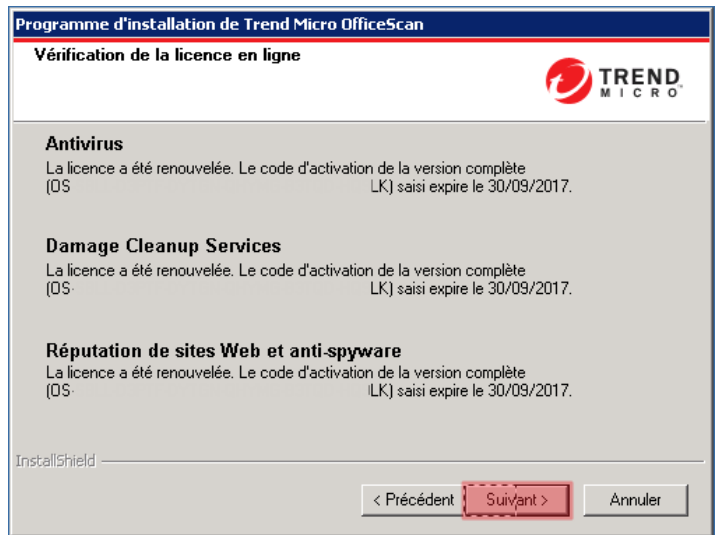 Programme d'installation de Trend Micro OfficeScan
Vérification de la licence en ligne
TREND
MICRO
Antivirus
La licence a été renouvelée. Le code d'activation de la version complète
(OS LK) saisi expire le 30/09/2017.
Damage Cleanup Services
La licence a été renouvelée. Le code d'activation de la version complète
(OS- LK) saisi expire le 30/09/2017.
Réputation de sites Web et anti-spyware
La licence a été renouvelée. Le code d'activation de la version complète
(OS- LK) saisi expire le 30/09/2017.
InstallShield
< Précédent Suivant > Annuler